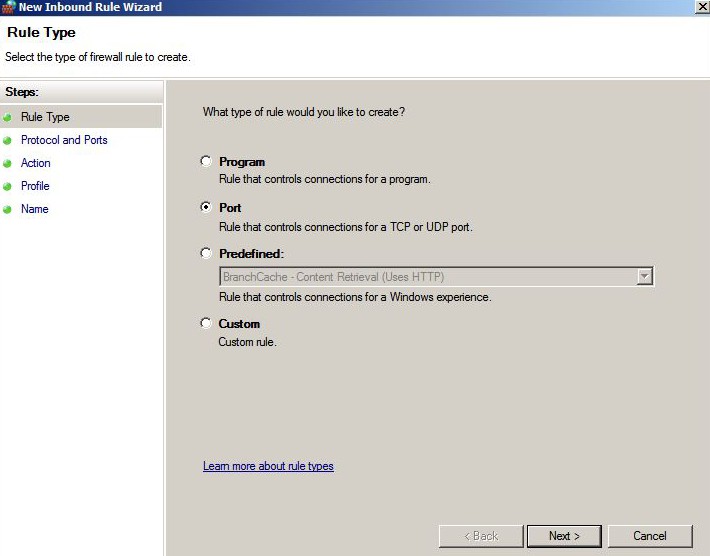 New Inbound Rule Wizard
Rule Type
Select the type of firewall rule to create.
Steps:
Rule Type
Protocol and Ports
Action
Profile
Name
What type of rule would you like to create?
Program
Rule that controls connections for a program.
Port
Rule that controls connections for a TCP or UDP port.
Predefined:
BranchCache - Content Retrieval (Uses HTTP)
Rule that controls connections for a Windows experience.
Custom
Custom rule.
Learn more about rule types
< Back
Next >
Cancel